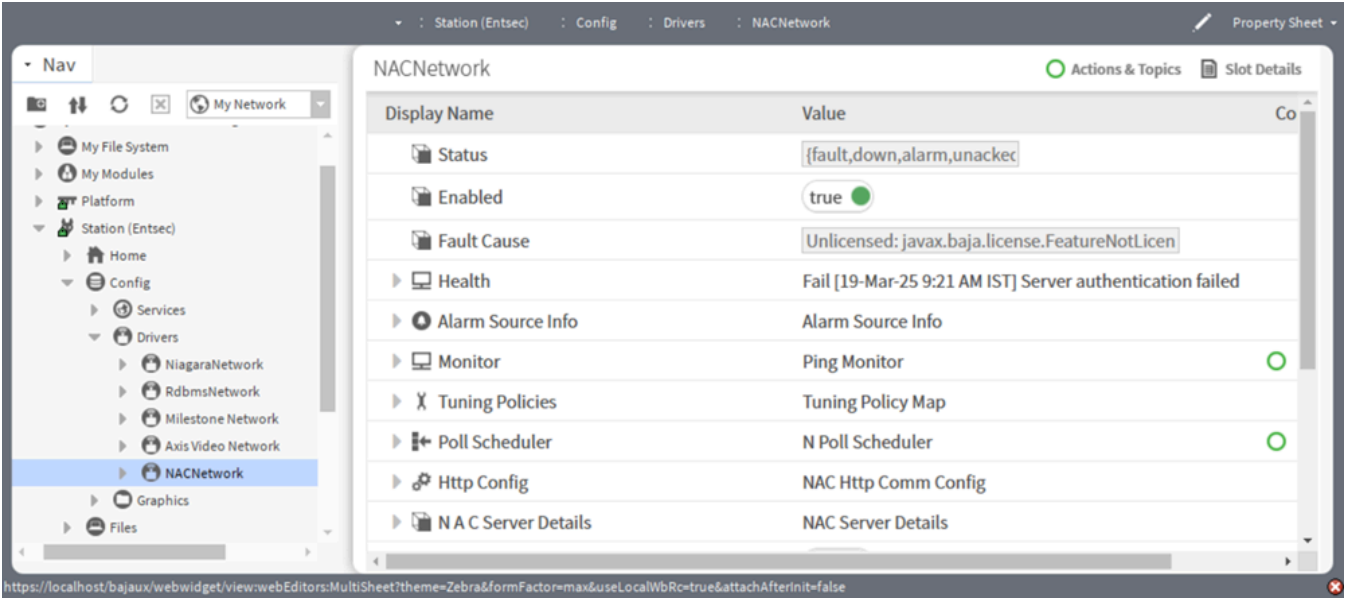 : Station (Entsec) : Config : Drivers : NACNetwork Property Sheet
Nav
My Network
My File System
My Modules
Platform
Station (Entsec)
Home
Config
Services
Drivers
NiagaraNetwork
RdbmsNetwork
Milestone Network
Axis Video Network
NACNetwork
Graphics
Files
NACNetwork Actions & Topics Slot Details
Display Name Value Co
Status {fault,down,alarm,unacked
Enabled true
Fault Cause Unlicensed: javax.baja.license.FeatureNotLicen
Health Fail [19-Mar-25 9:21 AM IST] Server authentication failed
Alarm Source Info Alarm Source Info
Monitor Ping Monitor
Tuning Policies Tuning Policy Map
Poll Scheduler N Poll Scheduler
Http Config NAC Http Comm Config
N A C Server Details NAC Server Details
https://localhost/bajaux/webwidget/view:webEditors:MultiSheet?theme=Zebra&formFactor=max&useLocalWbRc=true&attachAfterInit=false